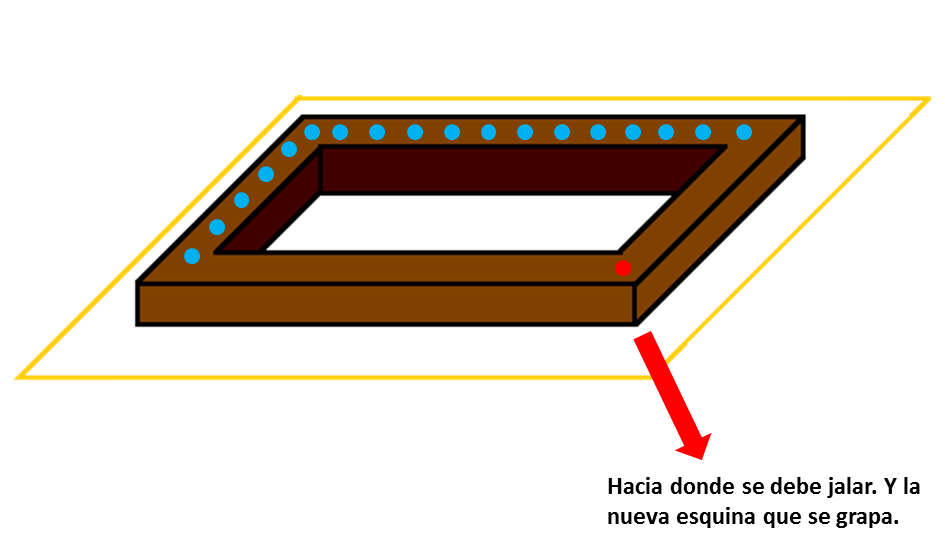 Hacia donde se debe jalar. Y la
nueva esquina que se grapa.